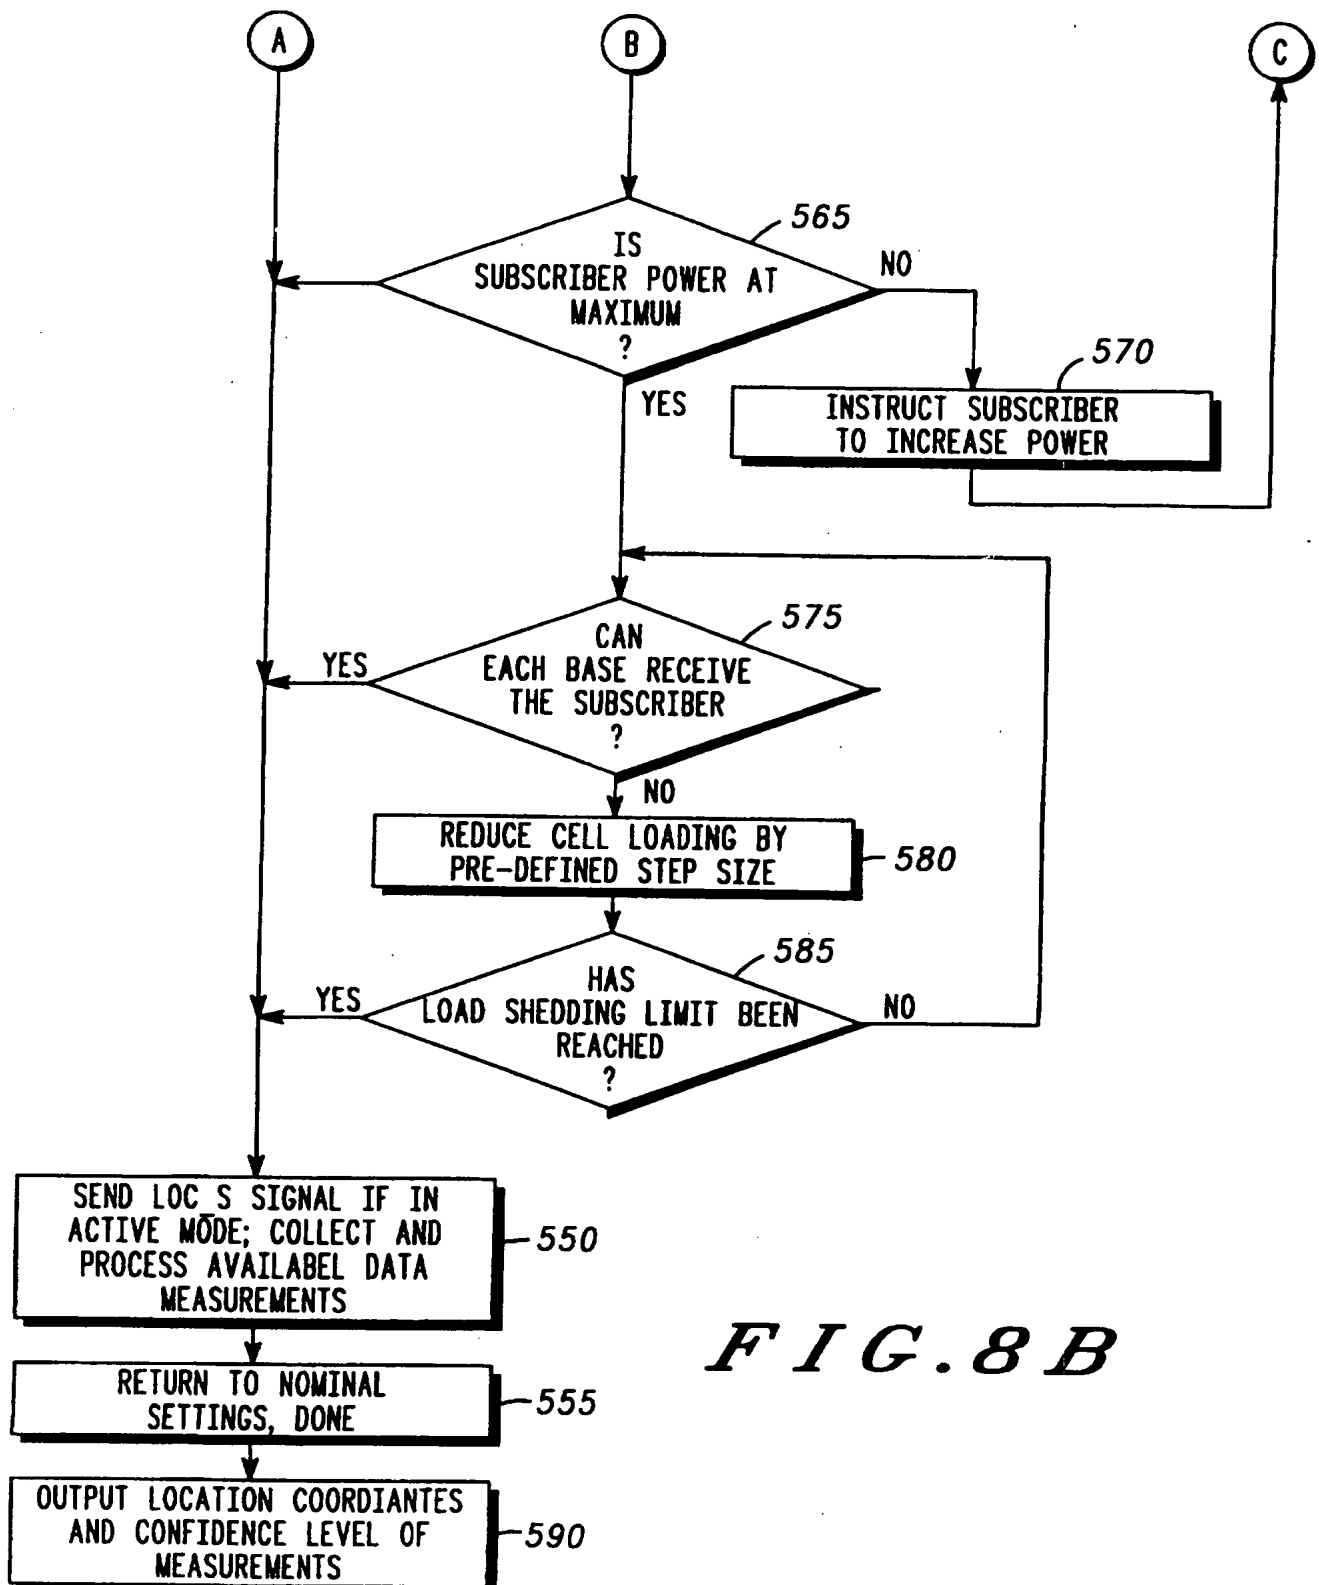 A
B
C
565
IS
SUBSCRIBER POWER AT
MAXIMUM
?
NO
YES
570
INSTRUCT SUBSCRIBER
TO INCREASE POWER
575
CAN
EACH BASE RECEIVE
THE SUBSCRIBER
?
YES
NO
REDUCE CELL LOADING BY
PRE-DEFINED STEP SIZE
580
585
HAS
LOAD SHEDDING LIMIT BEEN
REACHED
?
YES
NO
SEND LOC_S SIGNAL IF IN
ACTIVE MODE; COLLECT AND
PROCESS AVAILABEL DATA
MEASUREMENTS
550
RETURN TO NOMINAL
SETTINGS, DONE
555
OUTPUT LOCATION COORDIANTES
AND CONFIDENCE LEVEL OF
MEASUREMENTS
590
FIG.8B